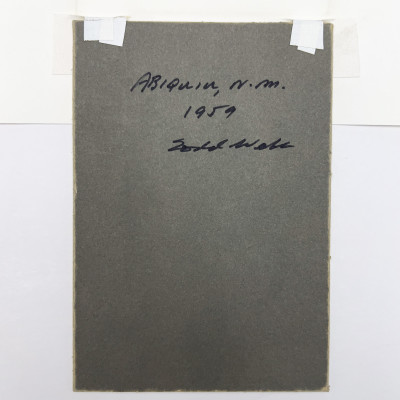 ABIQUIU, N.M.
1959
Todd Webb